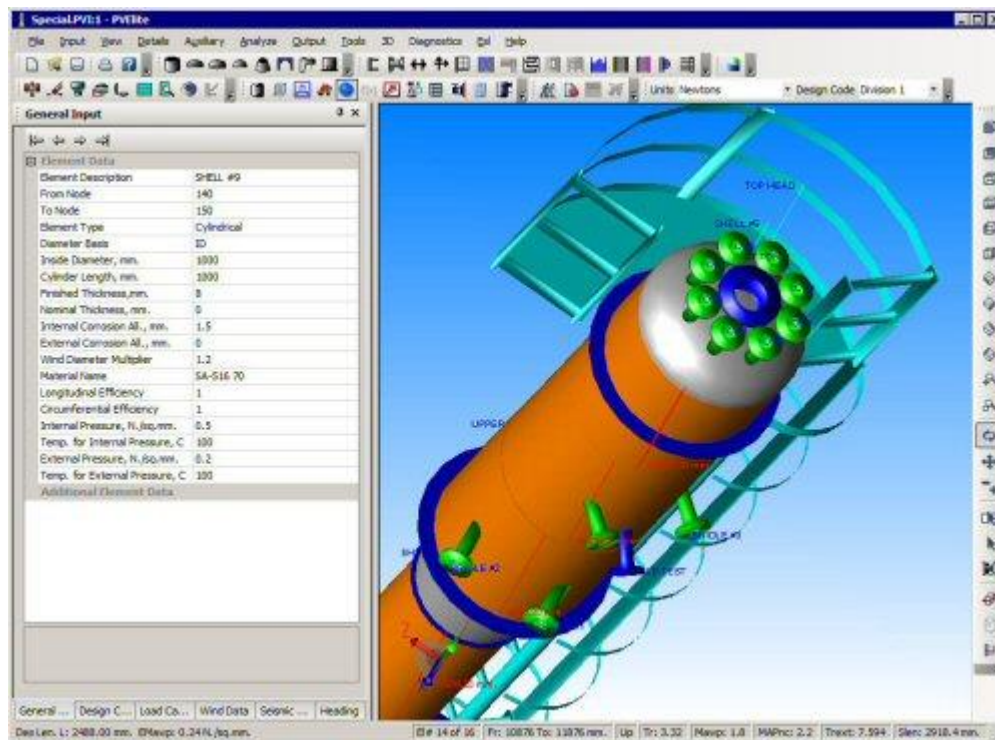 Special.PVI:1 - PVElite
File Input View Details Auxiliary Analyze Output Tools 3D Diagnostics Esl Help
Units: Newtons Design Code: Division 1
General Input
Element Data
Element Description SHELL #9
From Node 140
To Node 150
Element Type Cylindrical
Diameter Basis ID
Inside Diameter, mm. 1800
Cylinder Length, mm. 1000
Finished Thickness,mm. 8
Nominal Thickness, mm. 0
Internal Corrosion All., mm. 1.5
External Corrosion All., mm. 0
Wind Diameter Multiplier 1.2
Material Name SA-516 70
Longitudinal Efficiency 1
Circumferential Efficiency 1
Internal Pressure, N./sq.mm. 0.5
Temp. for Internal Pressure, C 100
External Pressure, N./sq.mm. 0.2
Temp. for External Pressure, C 100
Additional Element Data
TOP HEAD
SHELL #9
UPPER
General ... Design C... Load Ca... Wind Data Seismic ... Heading
Des Len. L: 2488.00 mm. EMawp: 0.24 N./sq.mm. El # 14 of 16 Fr: 10876 To: 11876 mm. Up Tr: 3.32 Mawp: 1.8 MAPnc: 2.2 Trext: 7.594 Slen: 2918.4 mm.